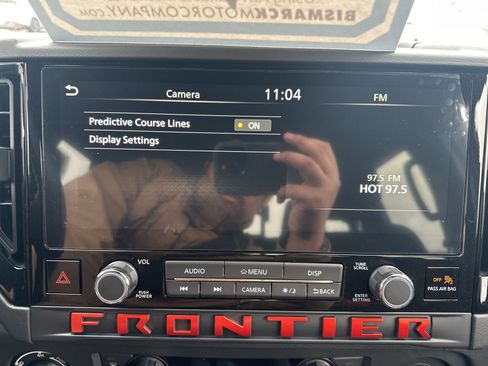 BISMARCKMOTORCOMPANY
Camera 11:04 FM
Predictive Course Lines ON
Display Settings
97.5 FM
HOT 97.5
VOL
AUDIO MENU DISP
TUNE
SCROLL
PUSH
POWER
CAMERA BACK
ENTER
SETTING
OFF
PASS AIR BAG
FRONTIER